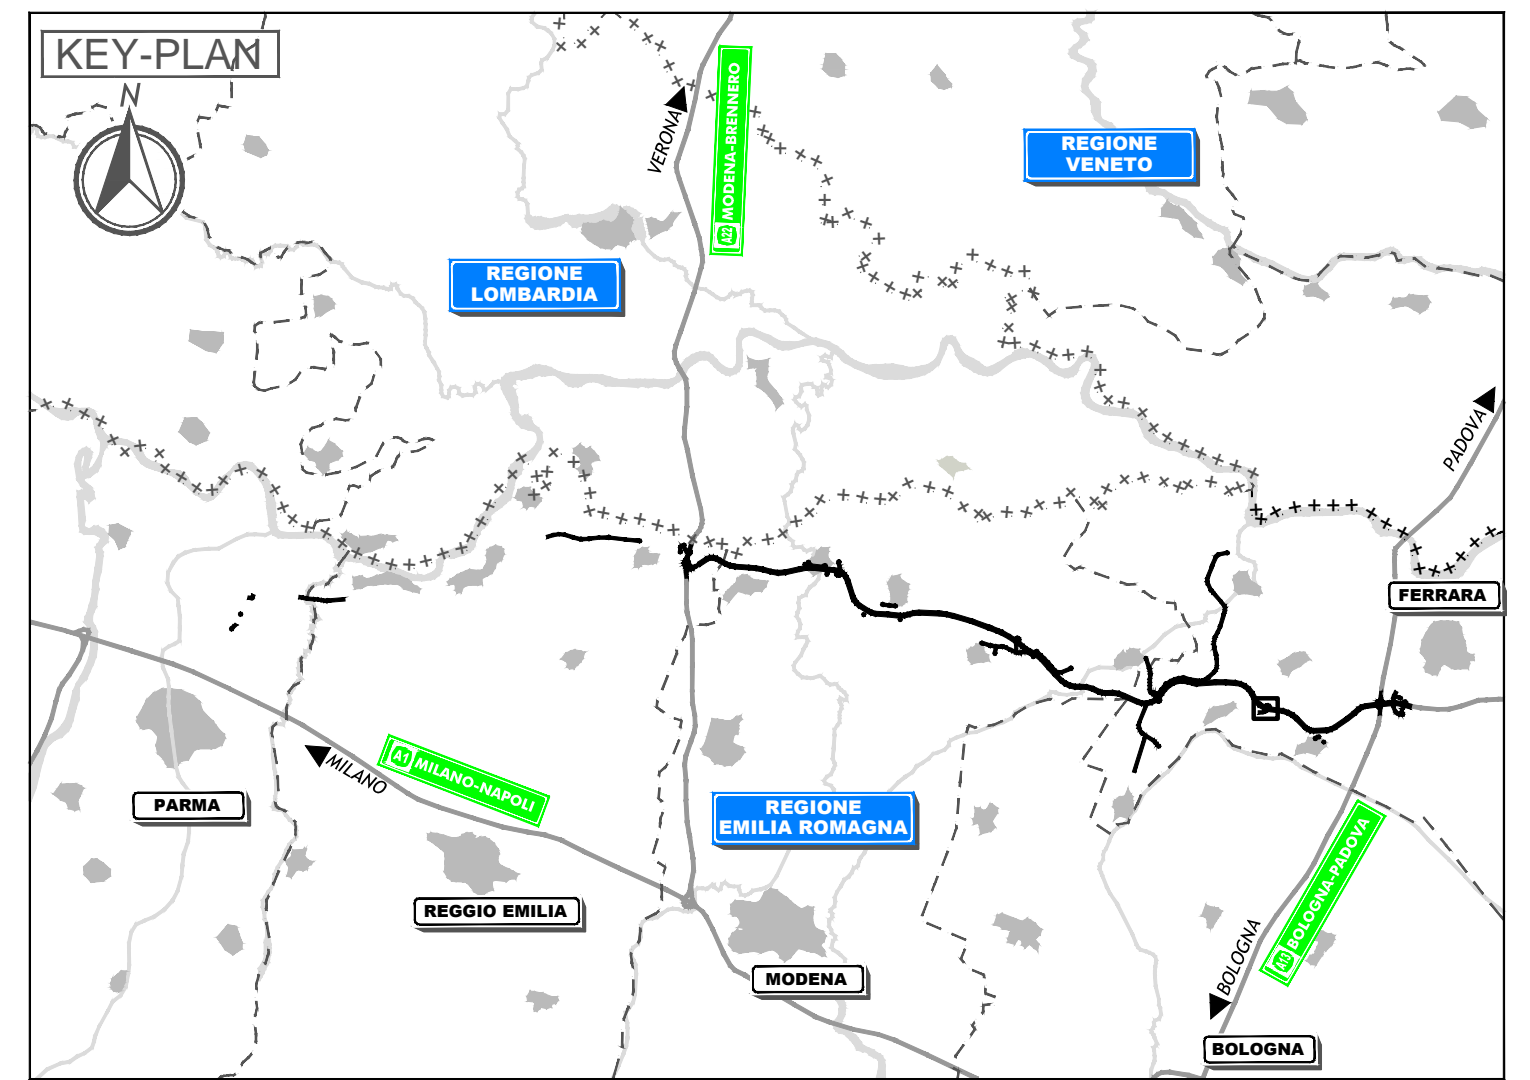 KEY-PLAN
N
VERONA
A22 MODENA-BRENNERO
REGIONE
VENETO
REGIONE
LOMBARDIA
PADOVA
FERRARA
MILANO
A1 MILANO-NAPOLI
PARMA
REGIONE
EMILIA ROMAGNA
A13 BOLOGNA-PADOVA
REGGIO EMILIA
BOLOGNA
MODENA
BOLOGNA